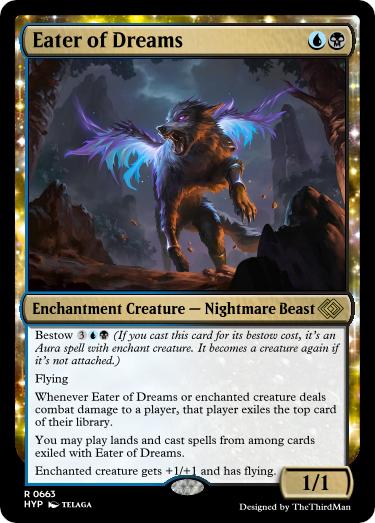 Eater of Dreams
Enchantment Creature — Nightmare Beast
Bestow 3 (If you cast this card for its bestow cost, it's an
Aura spell with enchant creature. It becomes a creature again if
it's not attached.)
Flying
Whenever Eater of Dreams or enchanted creature deals
combat damage to a player, that player exiles the top card
of their library.
You may play lands and cast spells from among cards
exiled with Eater of Dreams.
Enchanted creature gets +1/+1 and has flying.
1/1
R 0663
HYP TELAGA
Designed by TheThirdMan